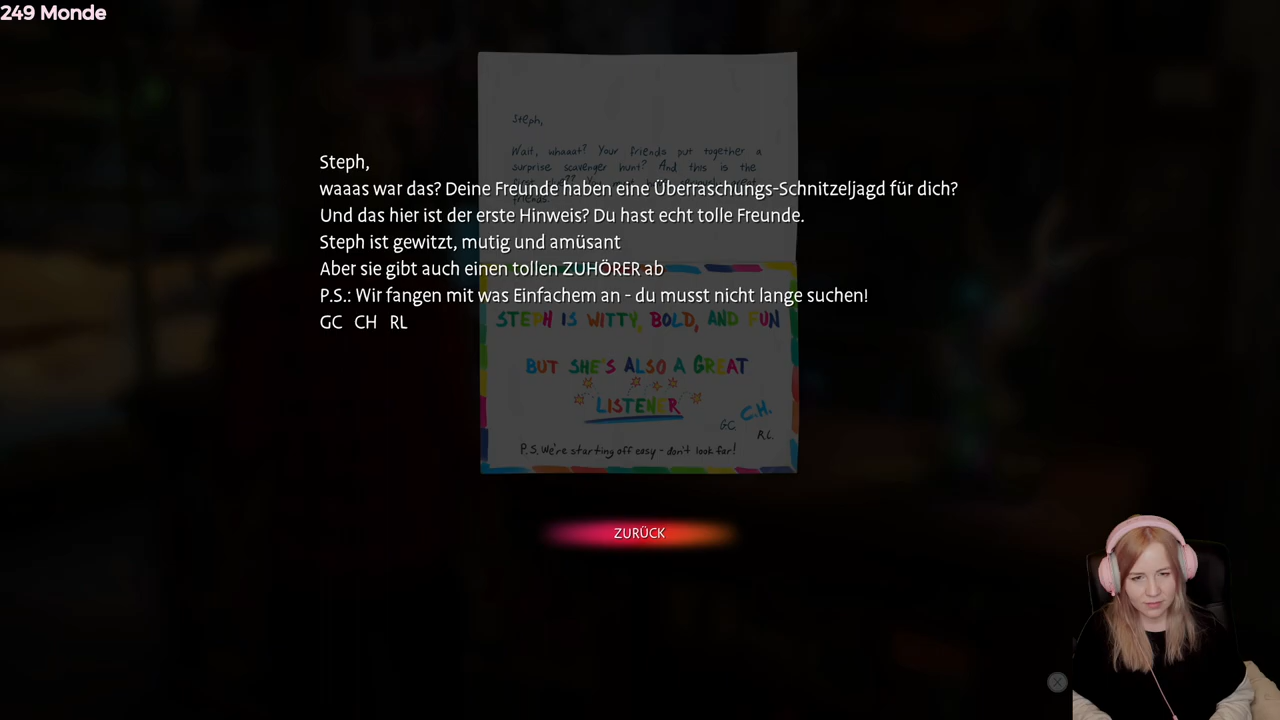 249 Monde
Steph,
Wait, whaaat? Your friends put together a
surprise scavenger hunt? And this is the
friends.
Steph,
waaas war das? Deine Freunde haben eine Überraschungs-Schnitzeljagd für dich?
Und das hier ist der erste Hinweis? Du hast echt tolle Freunde.
Steph ist gewitzt, mutig und amüsant
Aber sie gibt auch einen tollen ZUHÖRER ab
P.S.: Wir fangen mit was Einfachem an - du musst nicht lange suchen!
GC CH RL
STEPH IS WITTY, BOLD, AND FUN
BUT SHE'S ALSO A GREAT
LISTENER
G.C. C.H.
R.L.
P.S. We're starting off easy - don't look far!
ZURÜCK
X